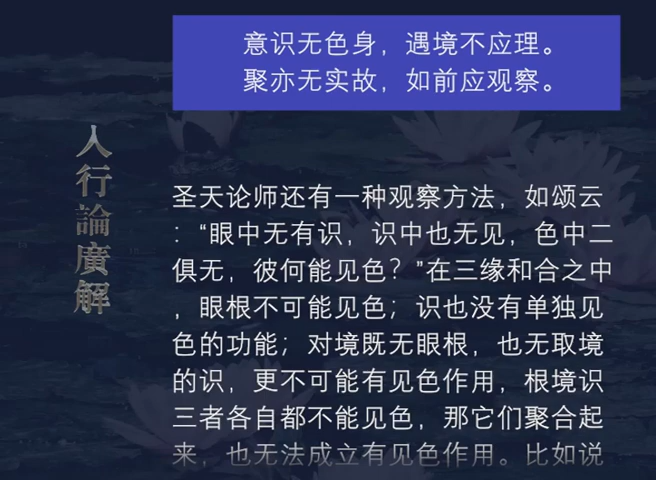 意识无色身，遇境不应理。
聚亦无实故，如前应观察。
入行論廣解
圣天论师还有一种观察方法，如颂云
：“眼中无有识，识中也无见，色中二
俱无，彼何能见色？”在三缘和合之中
，眼根不可能见色；识也没有单独见
色的功能；对境既无眼根，也无取境
的识，更不可能有见色作用，根境识
三者各自都不能见色，那它们聚合起
来，也无法成立有见色作用。比如说